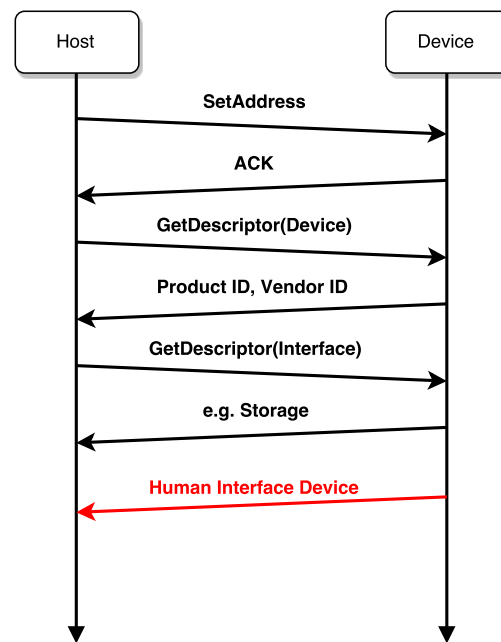 Host
Device
SetAddress
ACK
GetDescriptor(Device)
Product ID, Vendor ID
GetDescriptor(Interface)
e.g. Storage
Human Interface Device